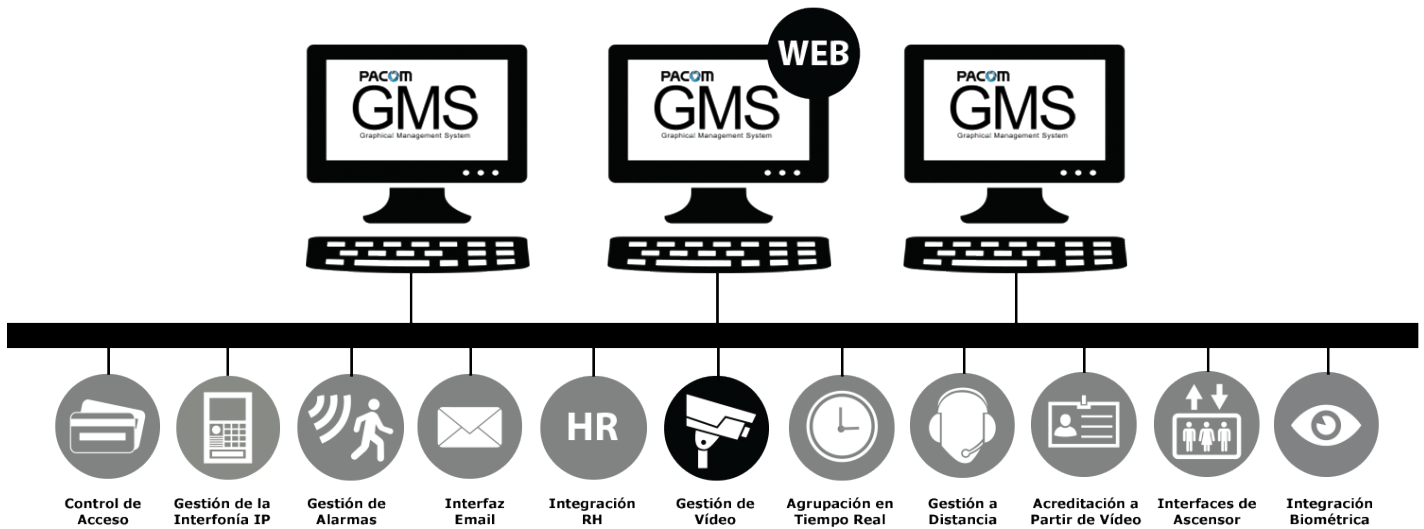 WEB
PACOM
GMS
Graphical Management System
PACOM
GMS
Graphical Management System
PACOM
GMS
Graphical Management System
HR
Control de
Acceso
Gestión de la
Interfonía IP
Gestión de
Alarmas
Interfaz
Email
Integración
RH
Gestión de
Vídeo
Agrupación en
Tiempo Real
Gestión a
Distancia
Acreditación a
Partir de Vídeo
Interfaces de
Ascensor
Integración
Biométrica